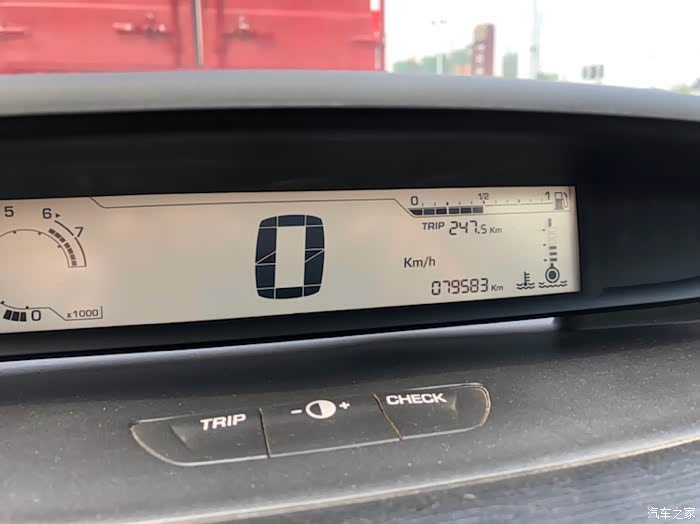 5 6 7
0 x1000
0
0 1/2 1
TRIP 247.5 Km
Km/h
079583 Km
TRIP - + CHECK
汽车之家